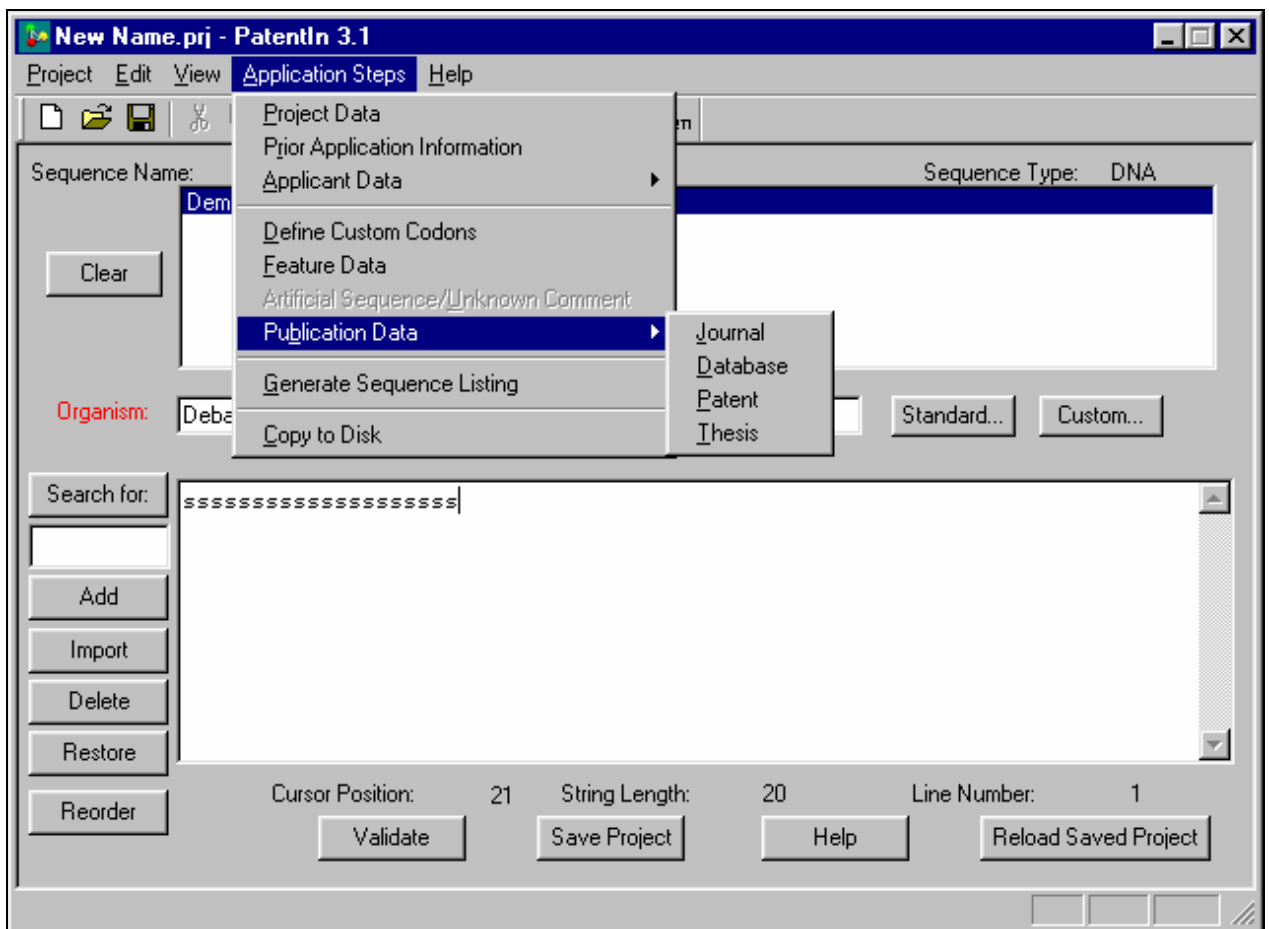 New Name.prj - PatentIn 3.1
Project Edit View Application Steps Help
Project Data
Prior Application Information
Applicant Data
Define Custom Codons
Feature Data
Artificial Sequence/Unknown Comment
Publication Data
Generate Sequence Listing
Copy to Disk
Journal
Database
Patent
Thesis
Sequence Name:
Sequence Type: DNA
Dem
Clear
Organism:
Deba
Standard...
Custom...
Search for:
ssssssssssssssssssss
Add
Import
Delete
Restore
Reorder
Cursor Position: 21 String Length: 20 Line Number: 1
Validate Save Project Help Reload Saved Project